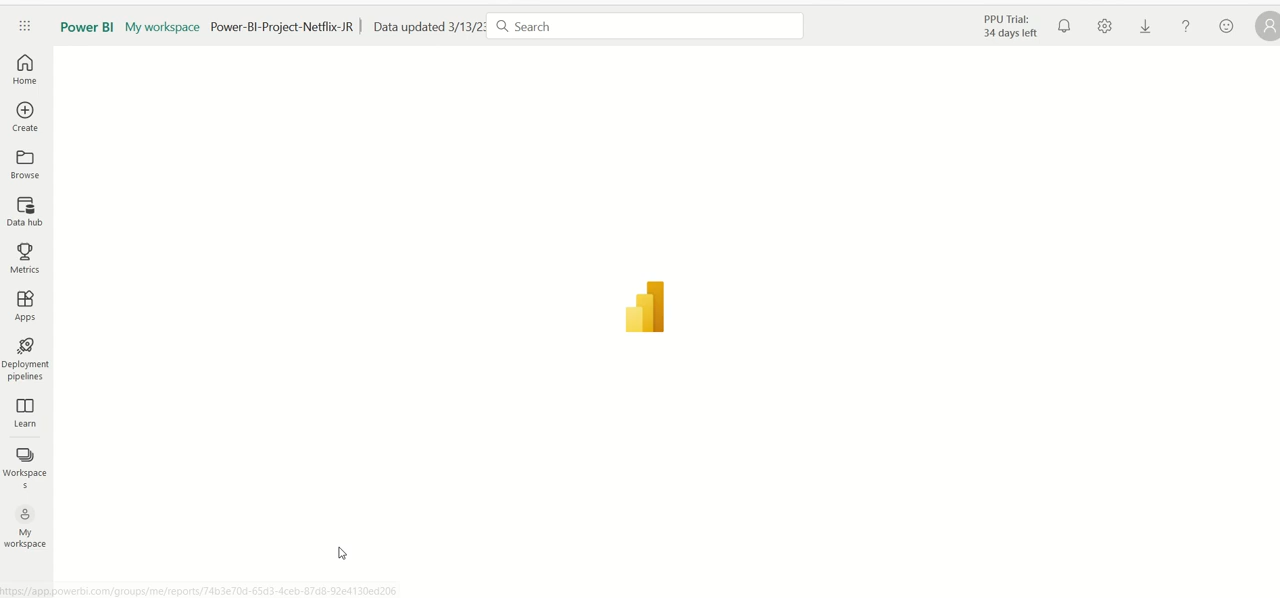 Power BI My workspace Power-BI-Project-Netflix-JR Data updated 3/13/23 Search
PPU Trial:
34 days left
?
Home
Create
Browse
Data hub
Metrics
Apps
Deployment
pipelines
Learn
Workspace
s
My
workspace
https://app.powerbi.com/groups/me/reports/74b3e70d-65d3-4ceb-87d8-92e4130ed206